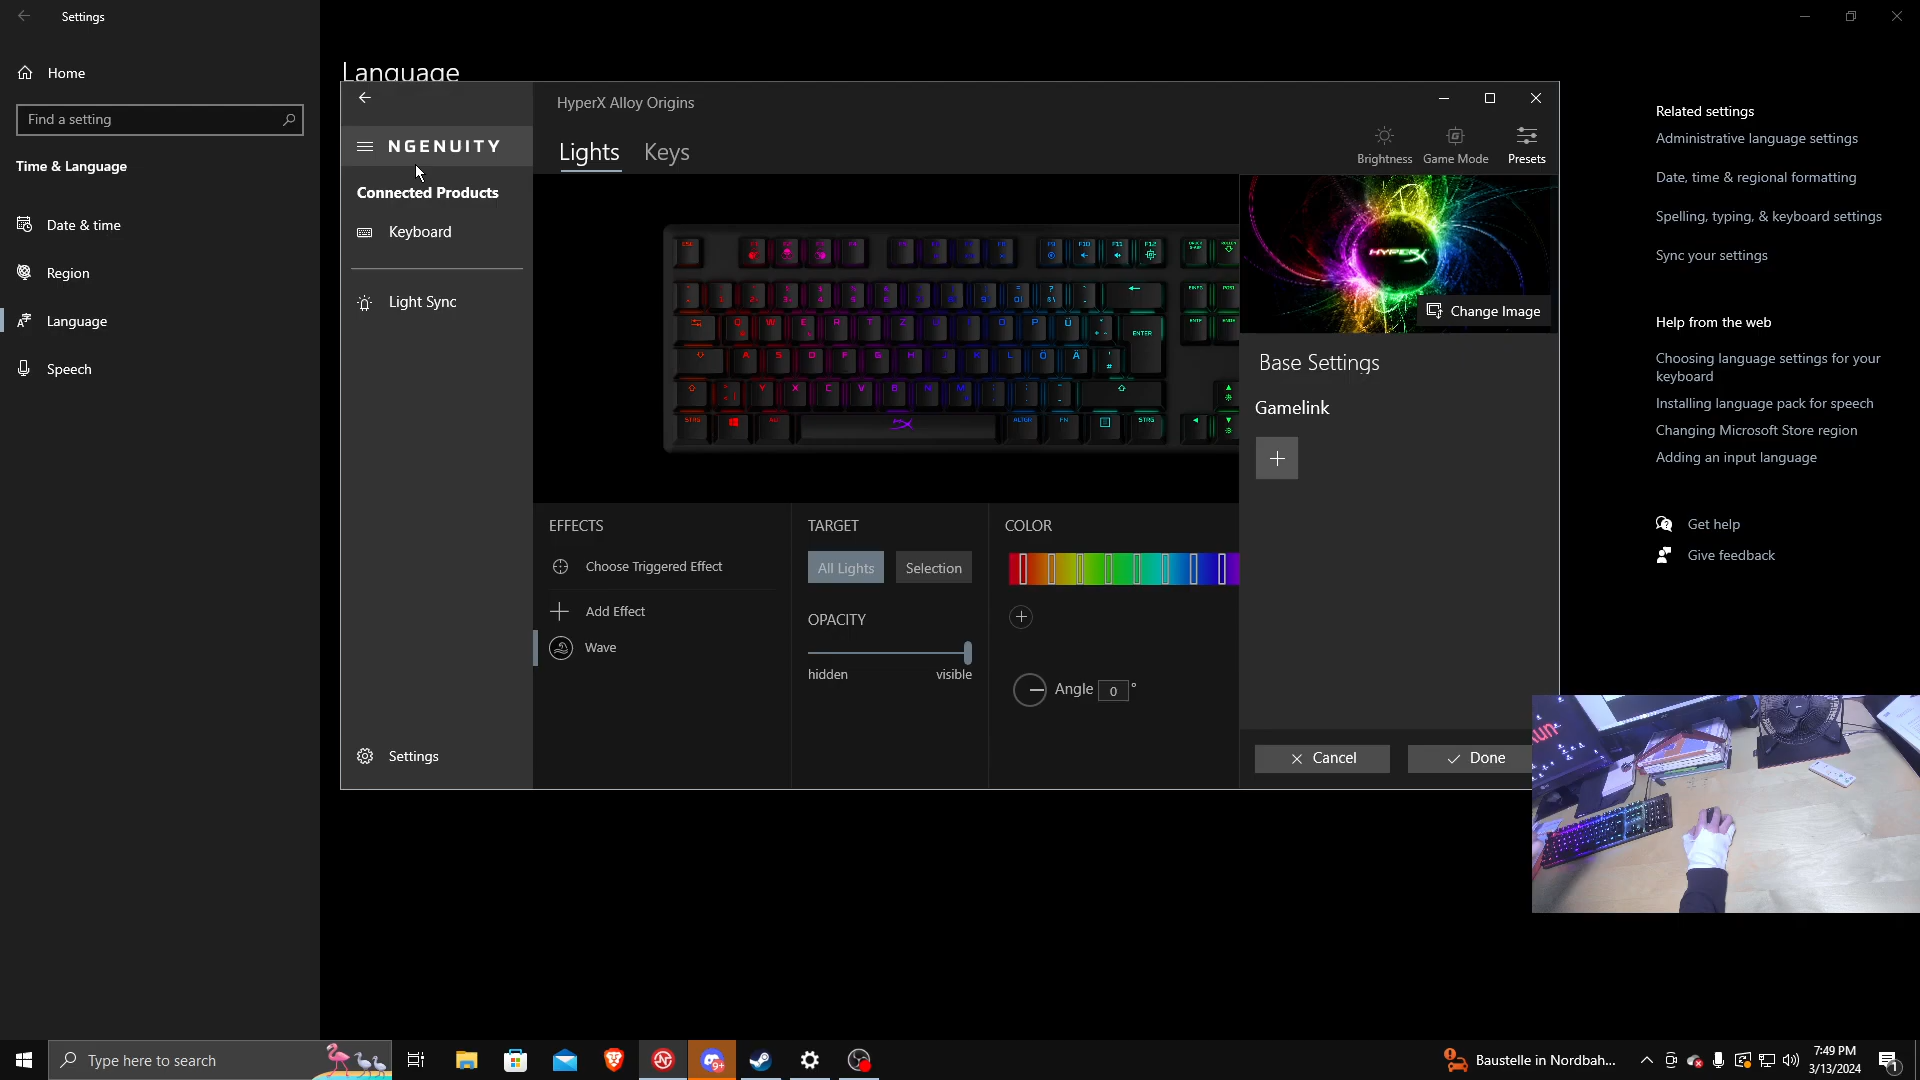 Settings
Home
Find a setting
Time & Language
Date & time
Region
Language
Speech
Language
HyperX Alloy Origins
NGENUITY
Connected Products
Keyboard
Light Sync
Settings
Lights
Keys
Brightness
Game Mode
Presets
HYPERX
Change Image
Base Settings
Gamelink
EFFECTS
Choose Triggered Effect
Add Effect
Wave
TARGET
All Lights
Selection
OPACITY
hidden
visible
COLOR
Angle 0 °
Cancel
Done
Related settings
Administrative language settings
Date, time & regional formatting
Spelling, typing, & keyboard settings
Sync your settings
Help from the web
Choosing language settings for your
keyboard
Installing language pack for speech
Changing Microsoft Store region
Adding an input language
Get help
Give feedback
Type here to search
9+
Baustelle in Nordbah...
7:49 PM
3/13/2024
1